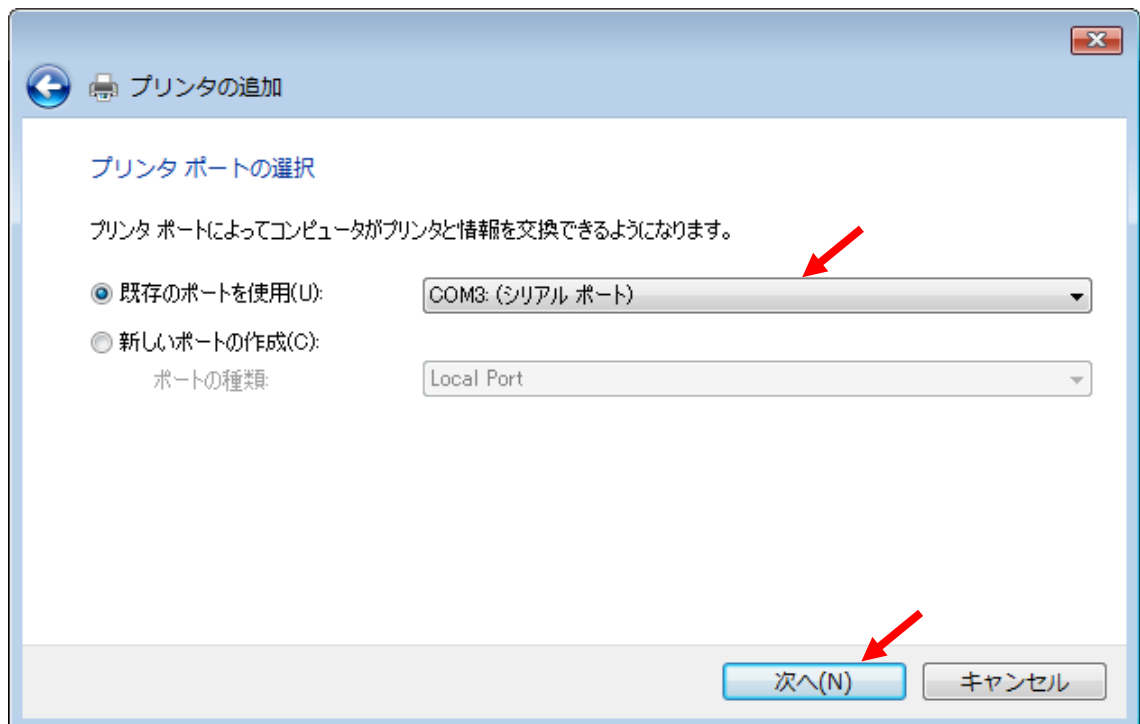 プリンタの追加
プリンタ ポートの選択
プリンタ ポートによってコンピュータがプリンタと情報を交換できるようになります。
既存のポートを使用(U):
COM3: (シリアル ポート)
新しいポートの作成(C):
ポートの種類:
Local Port
次へ(N)
キャンセル